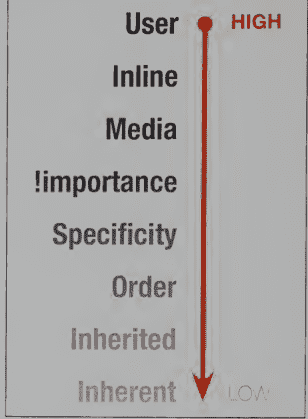 User HIGH
Inline
Media
!importance
Specificity
Order
Inherited
Inherent LOW